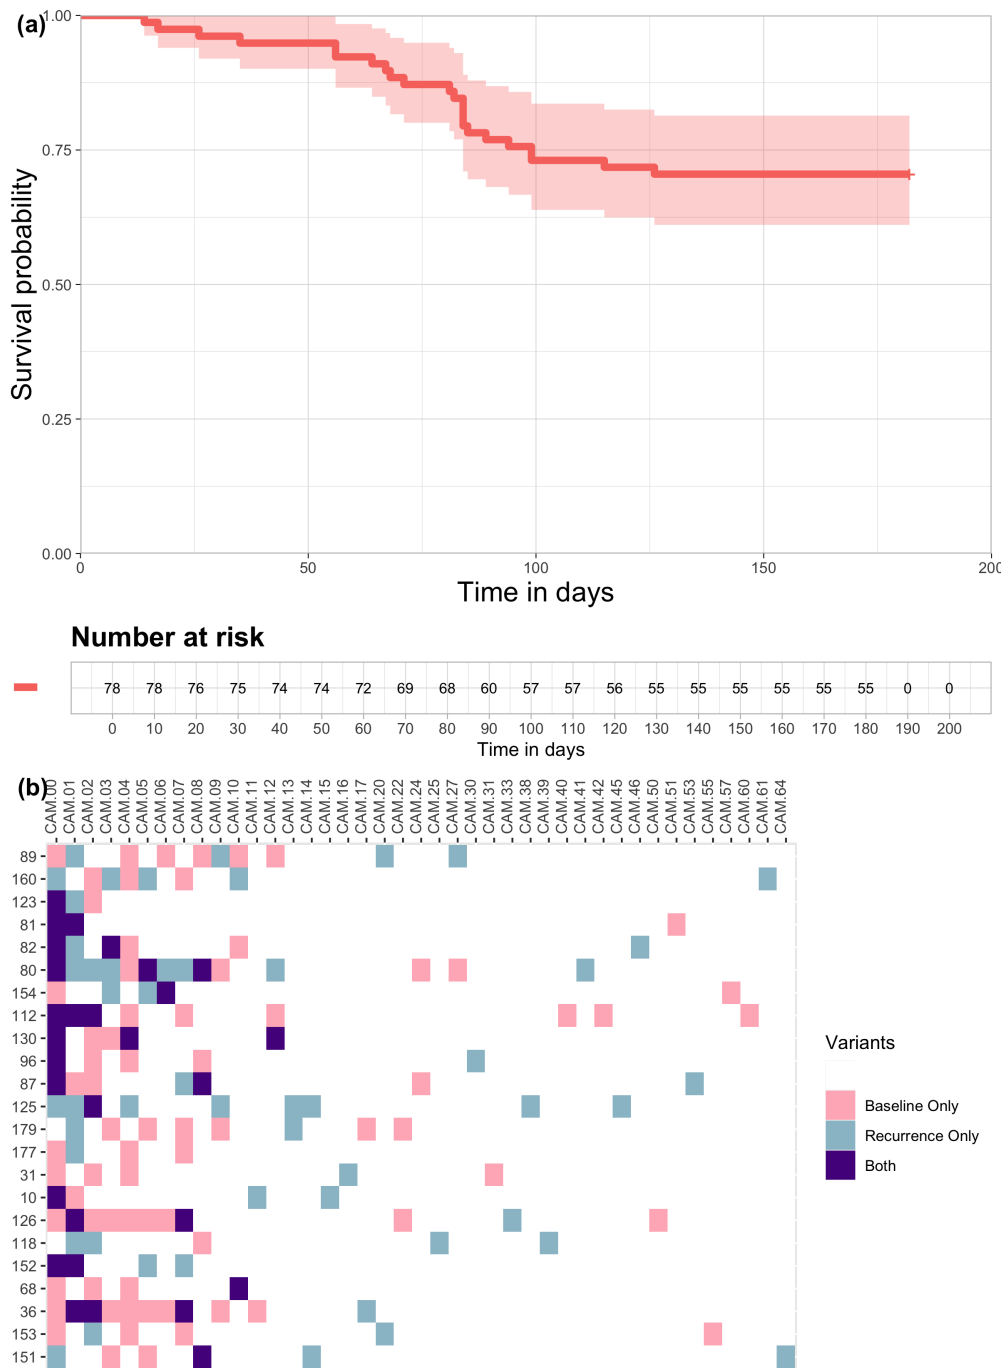 (a)
1.00
0.75
0.50
0.25
0.00
Survival probability
0 50 100 150 200
Time in days
Number at risk
78 78 76 75 74 74 72 69 68 60 57 57 56 55 55 55 55 55 55 0 0
0 10 20 30 40 50 60 70 80 90 100 110 120 130 140 150 160 170 180 190 200
Time in days
(b)
CAM.00 CAM.01 CAM.02 CAM.03 CAM.04 CAM.05 CAM.06 CAM.07 CAM.08 CAM.09 CAM.10 CAM.11 CAM.12 CAM.13 CAM.14 CAM.15 CAM.16 CAM.17 CAM.20 CAM.22 CAM.24 CAM.25 CAM.27 CAM.30 CAM.31 CAM.33 CAM.38 CAM.39 CAM.40 CAM.41 CAM.42 CAM.45 CAM.46 CAM.50 CAM.51 CAM.53 CAM.55 CAM.57 CAM.60 CAM.61 CAM.64
89
160
123
81
82
80
154
112
130
96
87
125
179
177
31
10
126
118
152
68
36
153
151
Variants
Baseline Only
Recurrence Only
Both